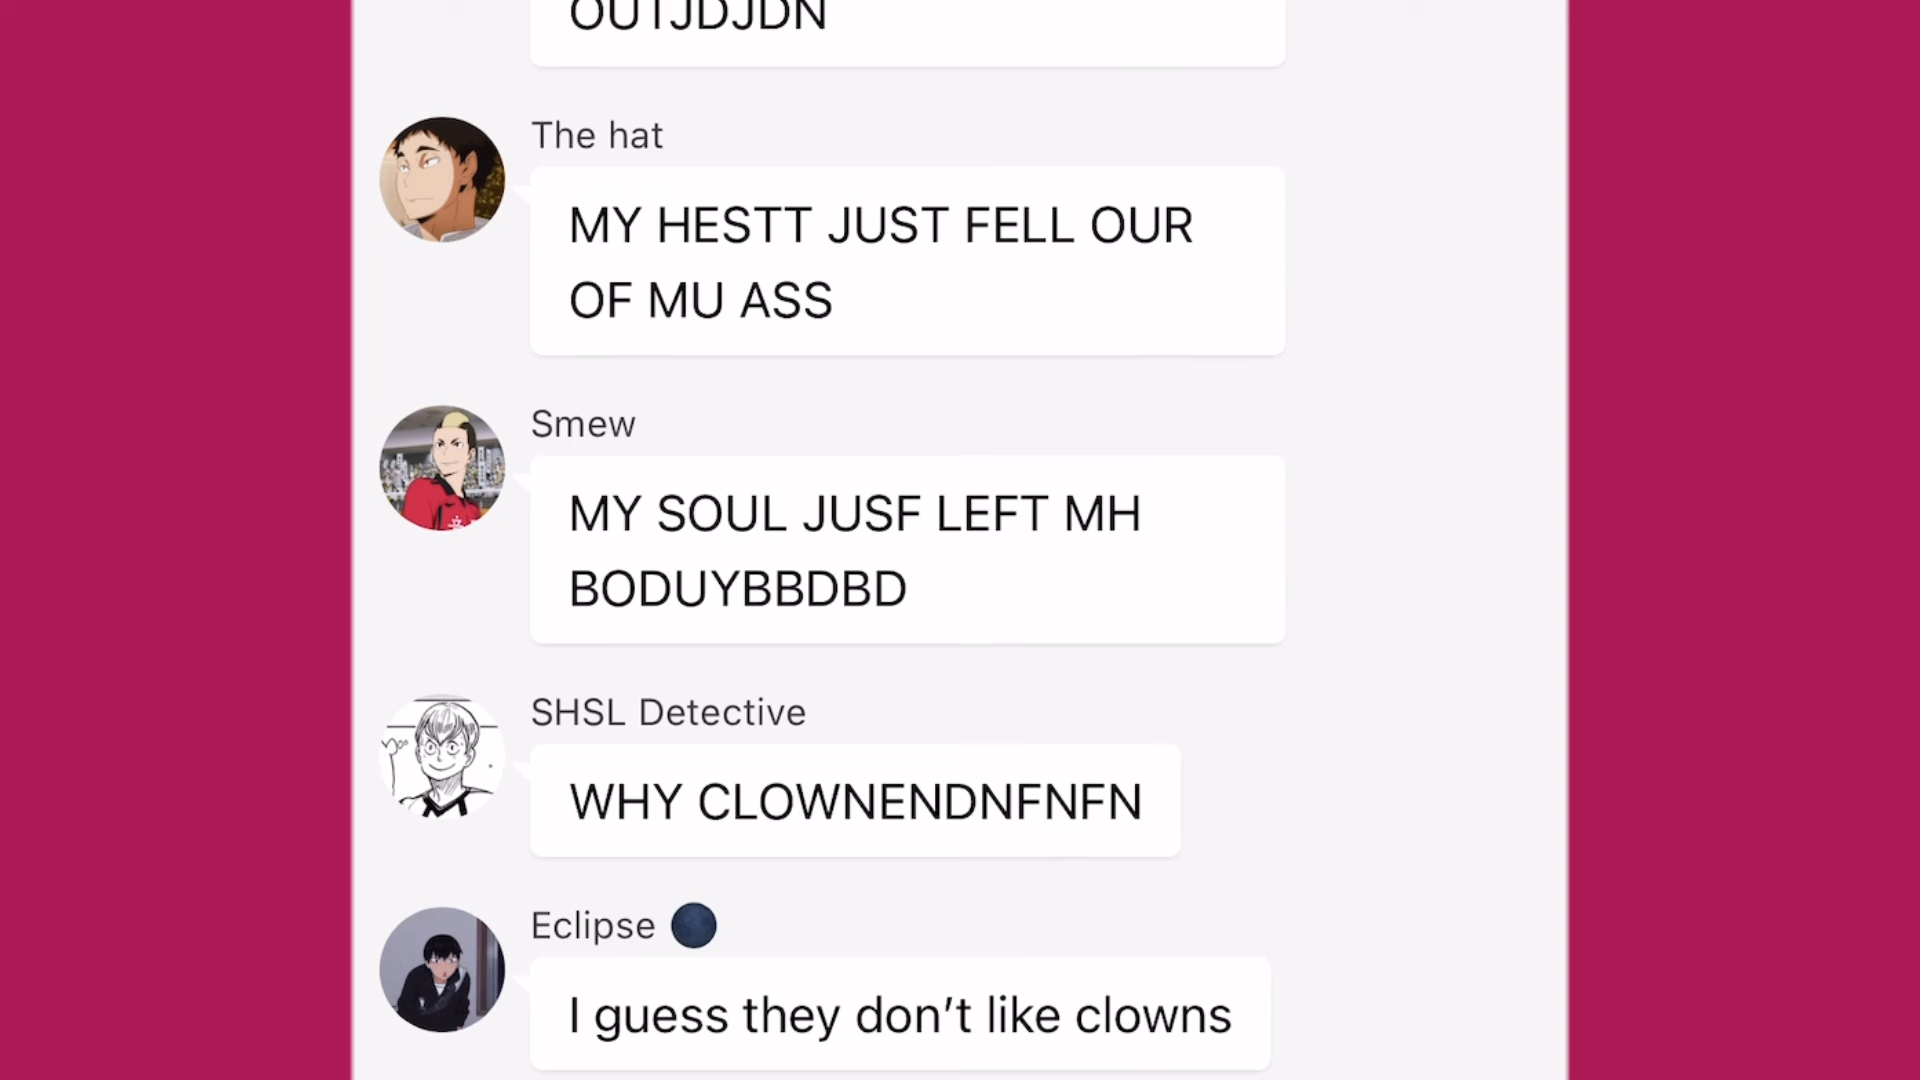 OUTJDJDN
The hat
MY HESTT JUST FELL OUR
OF MU ASS
Smew
MY SOUL JUSF LEFT MH
BODUYBBDBD
SHSL Detective
WHY CLOWNENDNFNFN
Eclipse 🌑
I guess they don’t like clowns